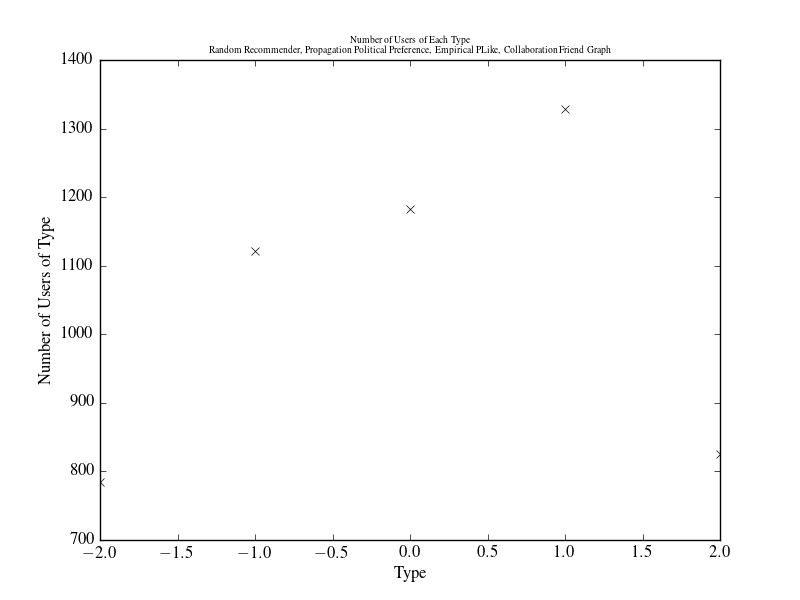 Number of Users of Each Type
Random Recommender, Propagation Political Preference, Empirical PLike, Collaboration Friend Graph
1400
1300
1200
1100
1000
900
800
700
Number of Users of Type
−2.0 −1.5 −1.0 −0.5 0.0 0.5 1.0 1.5 2.0
Type